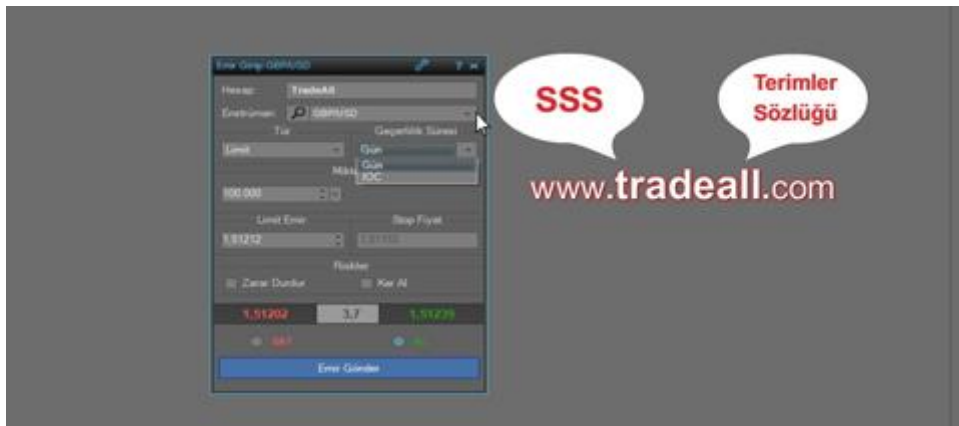 Emir Girişi GBP/USD
Hesap: TradeAll
Enstrüman: GBP/USD
Tür
Geçerlilik Süresi
Limit
Gün
Gün
IOC
100.000
Limit Emir
Stop Fiyat
1,51212
Riskler
Zarar Durdur
Kar Al
1,51202
3,7
1,51239
SAT
AL
Emir Gönder
SSS
Terimler
Sözlüğü
www.tradeall.com